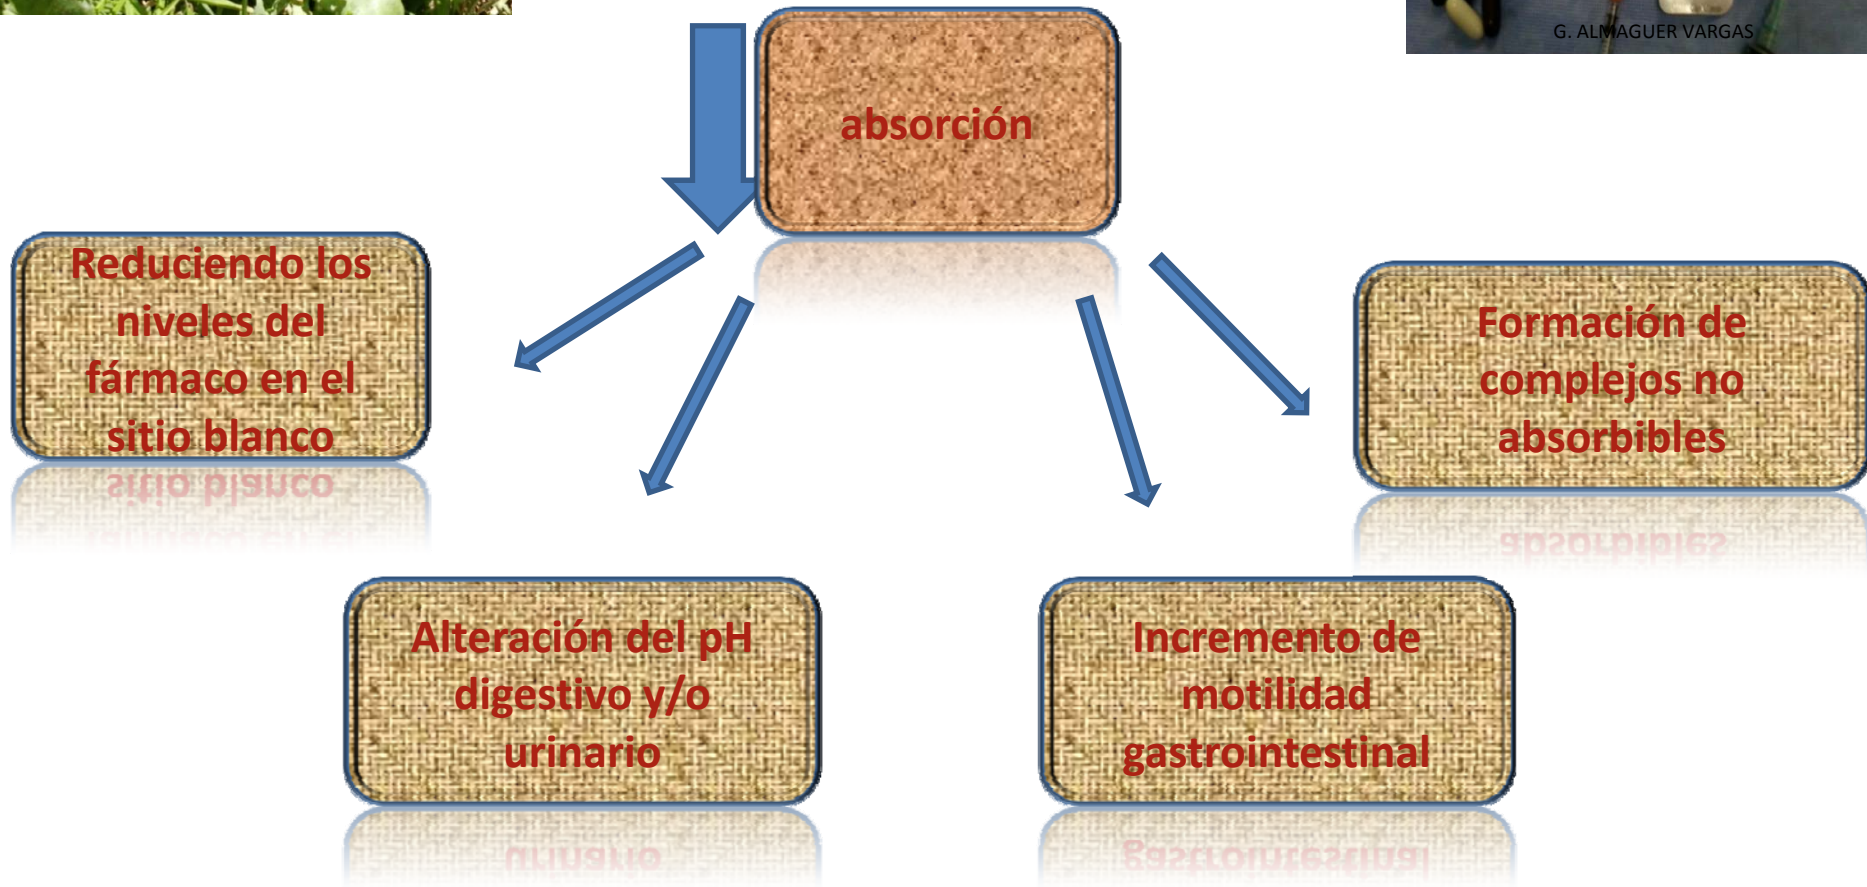 G. ALMAGUER VARGAS
absorción
Reduciendo los
niveles del
fármaco en el
sitio blanco
Formación de
complejos no
absorbibles
Alteración del pH
digestivo y/o
urinario
Incremento de
motilidad
gastrointestinal